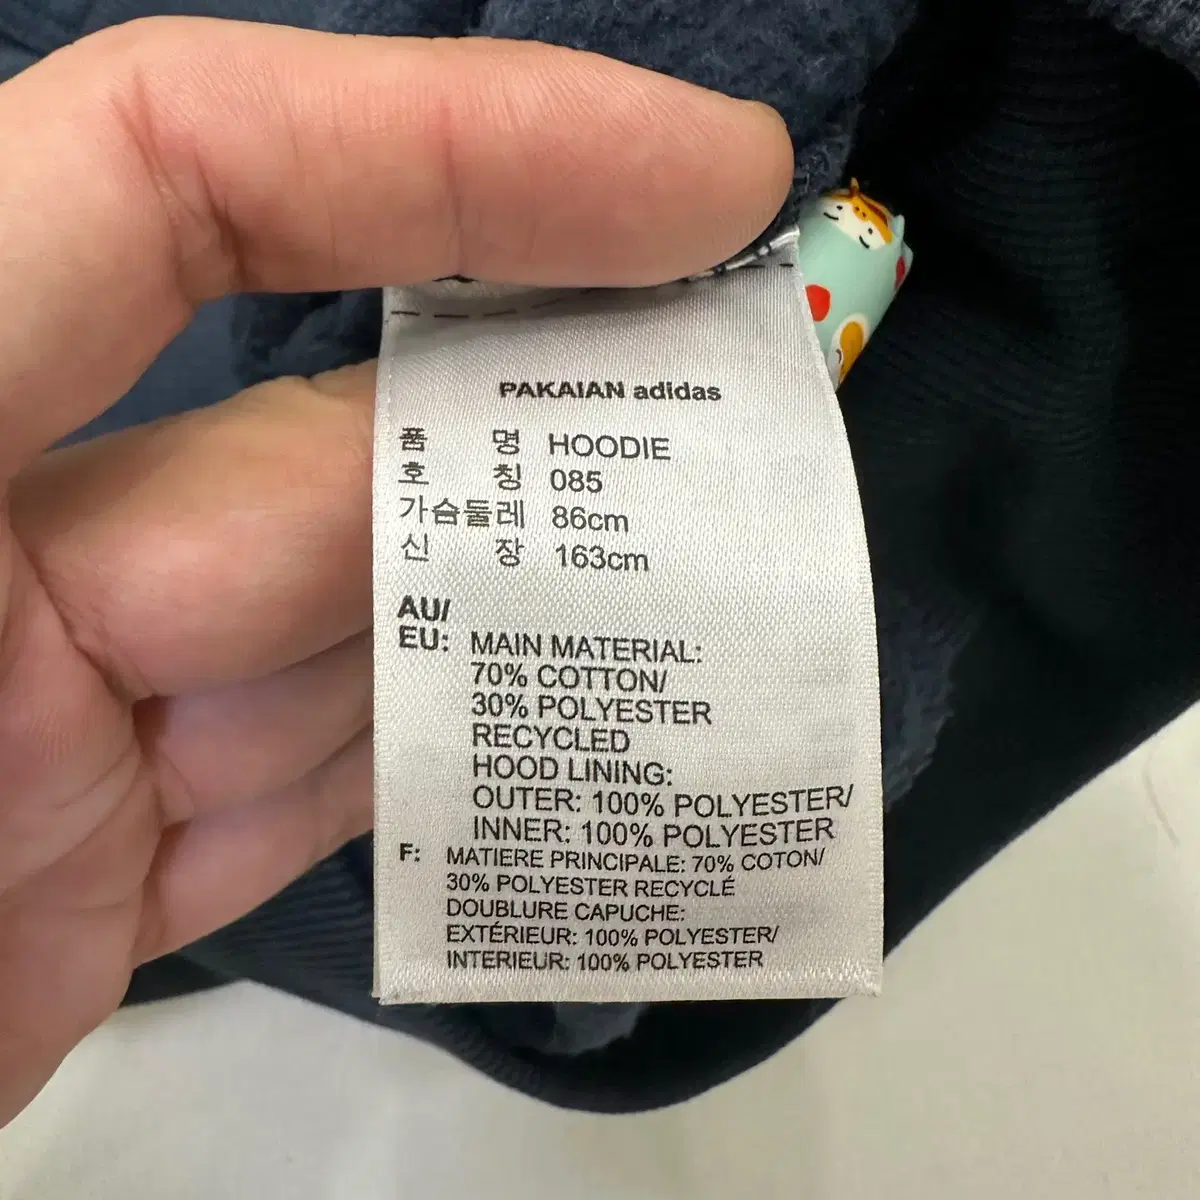 PAKAIAN adidas
품 명 HOODIE
호 칭 085
가슴둘레 86cm
신 장 163cm
AU/
EU: MAIN MATERIAL:
70% COTTON/
30% POLYESTER
RECYCLED
HOOD LINING:
OUTER: 100% POLYESTER/
INNER: 100% POLYESTER
F: MATIERE PRINCIPALE: 70% COTON/
30% POLYESTER RECYCLÉ
DOUBLURE CAPUCHE:
EXTÉRIEUR: 100% POLYESTER/
INTERIEUR: 100% POLYESTER